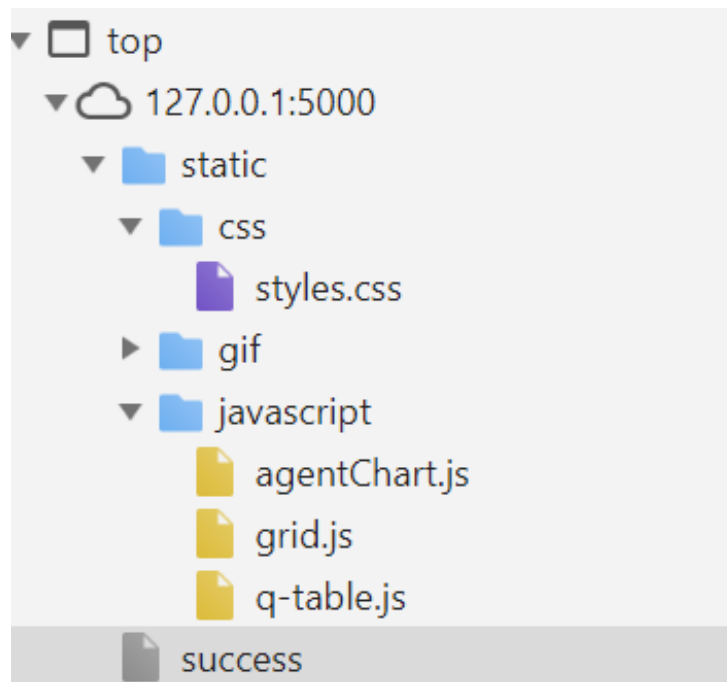 top
127.0.0.1:5000
static
css
styles.css
gif
javascript
agentChart.js
grid.js
q-table.js
success